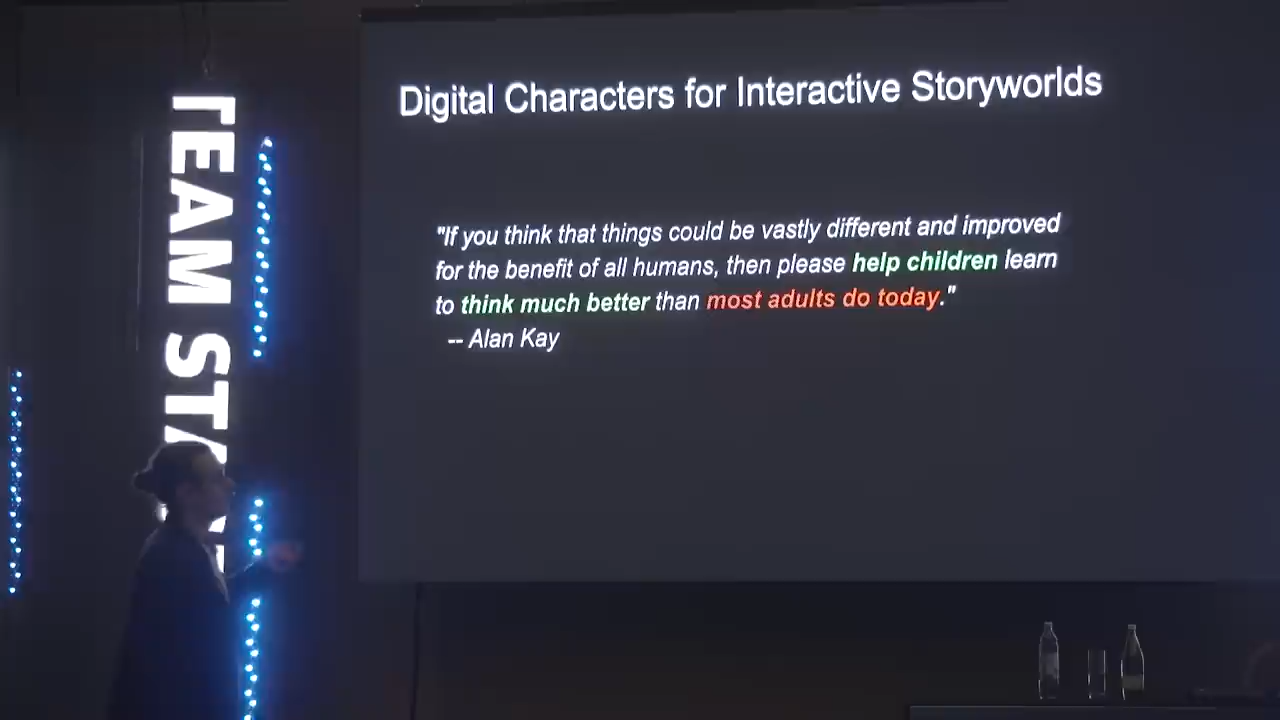 Digital Characters for Interactive Storyworlds
"If you think that things could be vastly different and improved
for the benefit of all humans, then please help children learn
to think much better than most adults do today."
-- Alan Kay
TEAM